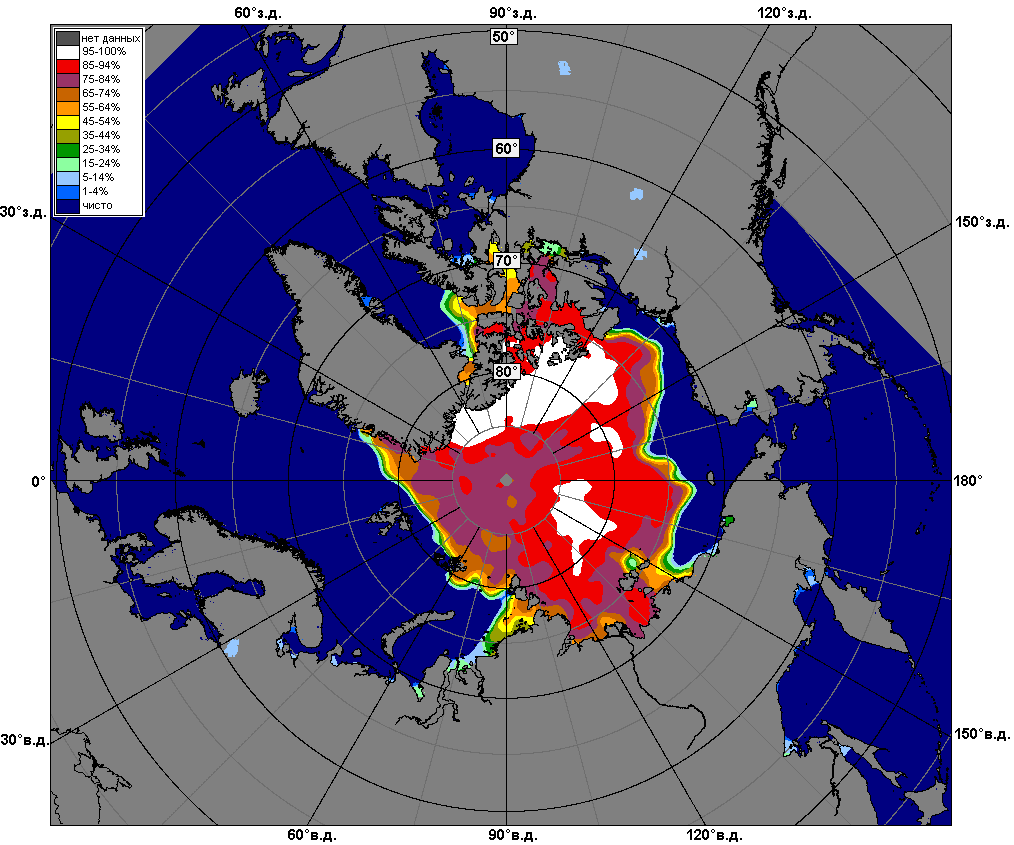 60°з.д.
90°з.д.
120°з.д.
нет данных
95-100%
85-94%
75-84%
65-74%
55-64%
45-54%
35-44%
25-34%
15-24%
5-14%
1-4%
чисто
50°
60°
70°
80°
30°з.д.
150°з.д.
0°
180°
30°в.д.
150°в.д.
60°в.д.
90°в.д.
120°в.д.